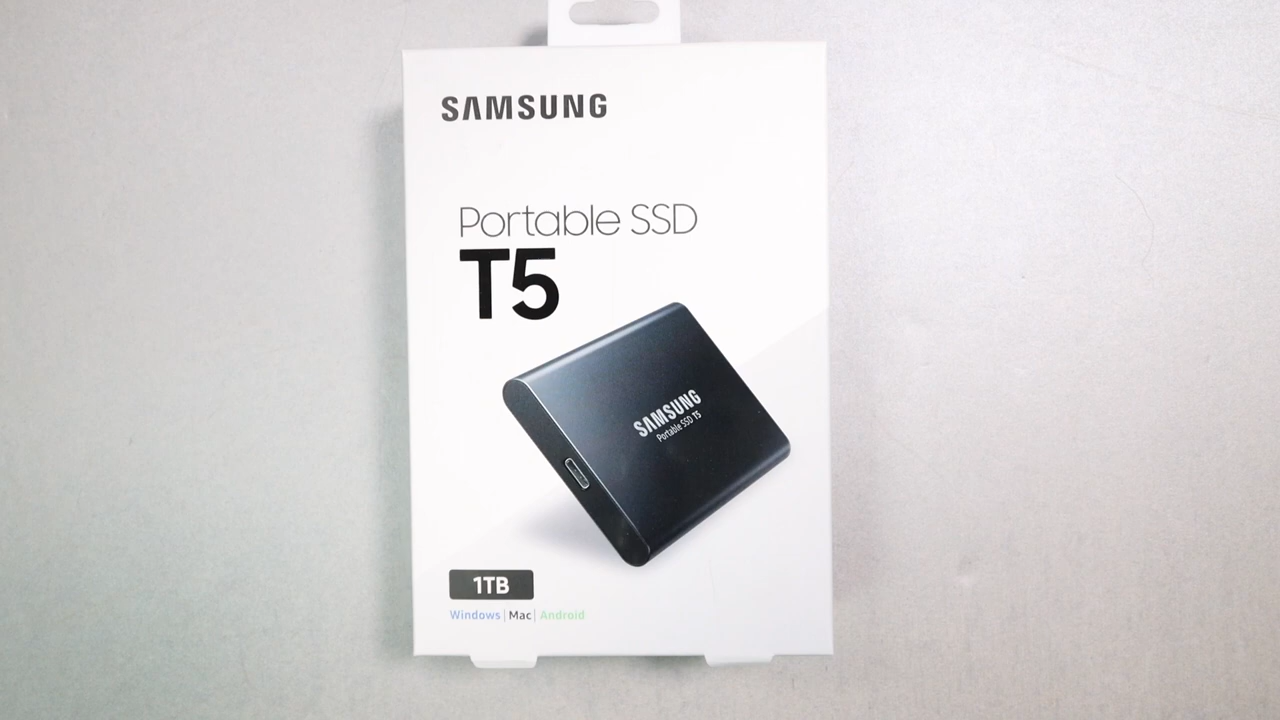 SAMSUNG
Portable SSD
T5
SAMSUNG
Portable SSD T5
1TB
Windows | Mac | Android